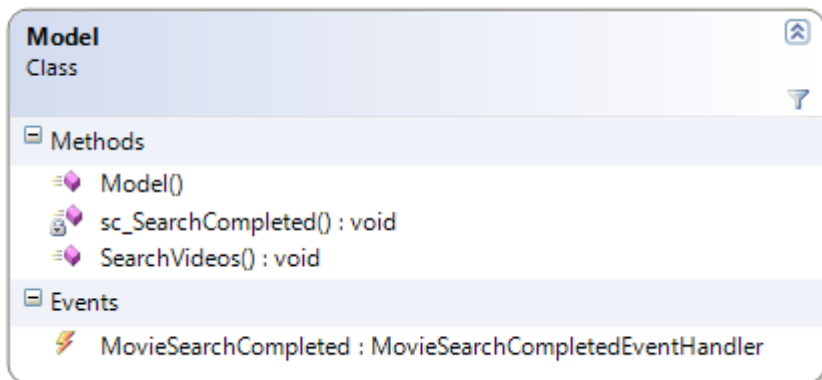 Model
Class
Methods
Model()
sc_SearchCompleted() : void
SearchVideos() : void
Events
MovieSearchCompleted : MovieSearchCompletedEventHandler